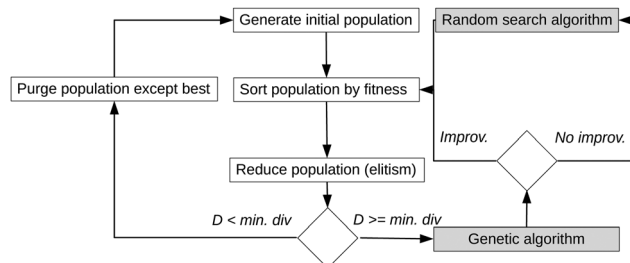 Generate initial population
Random search algorithm
Purge population except best
Sort population by fitness
Improv.
No improv.
Reduce population (elitism)
D < min. div
D >= min. div
Genetic algorithm